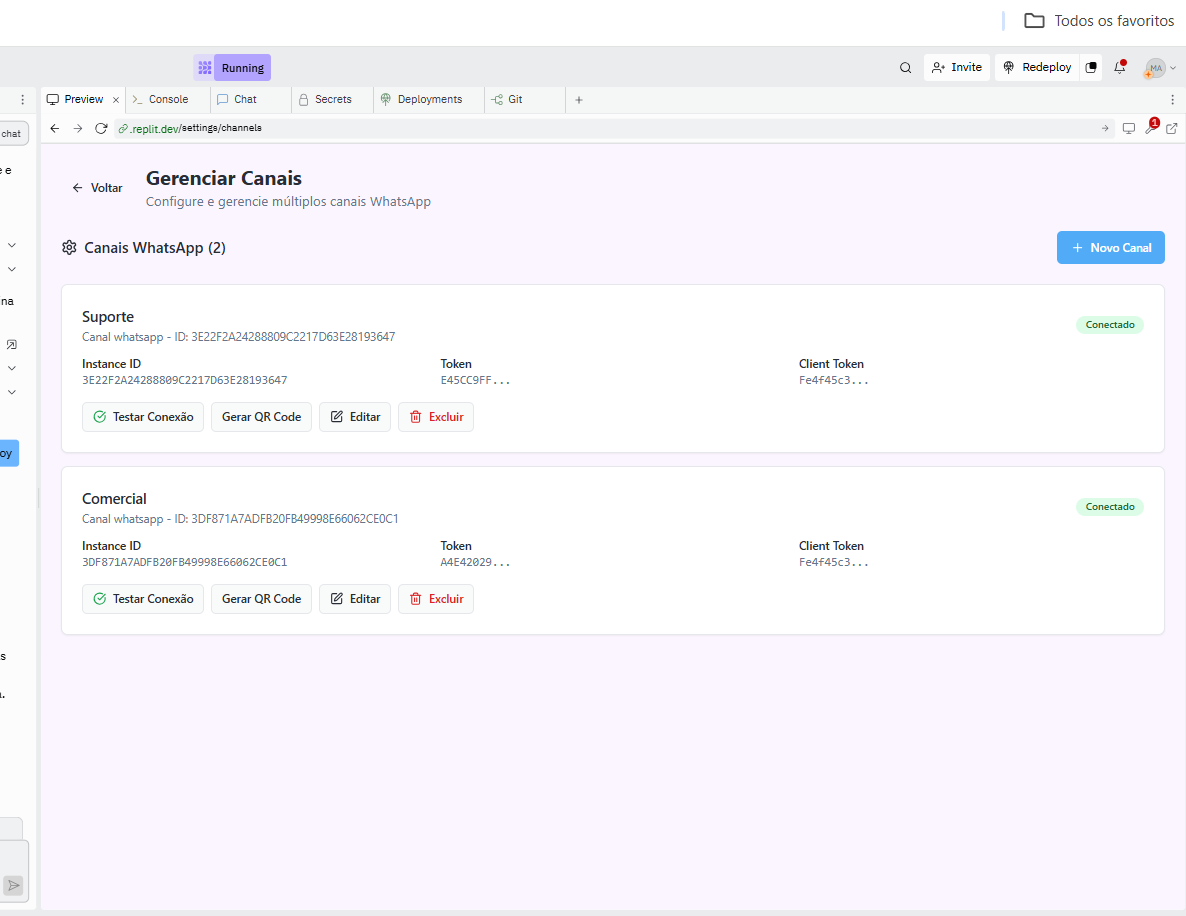 Todos os favoritos
Running
Invite
Redeploy
MA
Preview
Console
Chat
Secrets
Deployments
Git
chat
.replit.dev/settings/channels
1
e e
Voltar
Gerenciar Canais
Configure e gerencie múltiplos canais WhatsApp
Canais WhatsApp (2)
Novo Canal
na
Suporte
Conectado
Canal whatsapp - ID: 3E22F2A24288809C2217D63E28193647
Instance ID
Token
Client Token
3E22F2A24288809C2217D63E28193647
E45CC9FF...
Fe4f45c3...
Testar Conexão
Gerar QR Code
Editar
Excluir
oy
Comercial
Conectado
Canal whatsapp - ID: 3DF871A7ADFB20FB49998E66062CE0C1
Instance ID
Token
Client Token
3DF871A7ADFB20FB49998E66062CE0C1
A4E42029...
Fe4f45c3...
Testar Conexão
Gerar QR Code
Editar
Excluir
s